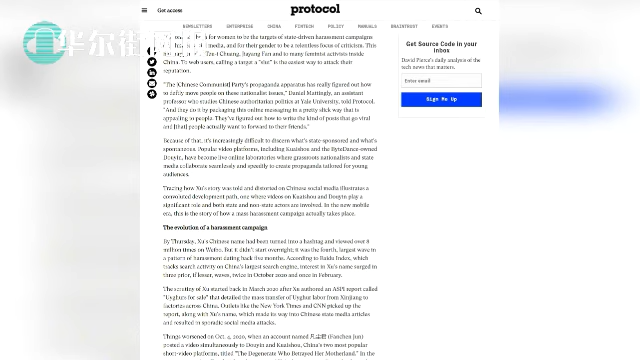 华尔街
Get access
protocol
NEWSLETTERS ENTERPRISE CHINA FINTECH POLICY MANUALS BRAINTRUST EVENTS
for women to be the targets of state-driven harassment campaigns
media, and for their gender to be a relentless focus of criticism. This
Jiayang Fan and to many feminist activists inside
China. To web users, calling a target a "slut" is the easiest way to attack their
reputation.
"The [Chinese Communist] Party's propaganda apparatus has really figured out how
to deftly move people on these nationalist issues," Daniel Mattingly, an assistant
professor who studies Chinese authoritarian politics at Yale University, told Protocol.
"And they do it by packaging this online messaging in a pretty slick way that is
appealing to people. They've figured out how to write the kind of posts that go viral
and [that] people actually want to forward to their friends."
Because of that, it's increasingly difficult to discern what's state-sponsored and what's
spontaneous. Popular video platforms, including Kuaishou and the ByteDance-owned
Douyin, have become live online laboratories where grassroots nationalists and state
media collaborate seamlessly and speedily to create propaganda tailored for young
audiences.
Tracing how Xu's story was told and distorted on Chinese social media illustrates a
convoluted development path, one where videos on Kuaishou and Douyin play a
significant role and both state and non-state actors are involved. In the new mobile
era, this is the story of how a mass harassment campaign actually takes place.
The evolution of a harassment campaign
By Thursday, Xu's Chinese name had been turned into a hashtag and viewed over 8
million times on Weibo. But it didn't start overnight; it was the fourth, largest wave in
a pattern of harassment dating back five months. According to Baidu Index, which
tracks search activity on China's largest search engine, interest in Xu's name surged in
three prior, if lesser, waves, twice in October 2020 and once in February.
The scrutiny of Xu started back in March 2020 after Xu authored an ASPI report called
"Uyghurs for sale" that detailed the mass transfer of Uyghur labor from Xinjiang to
factories across China. Outlets like the New York Times and CNN picked up the
report, along with Xu's name, which made its way into Chinese state media articles
and resulted in sporadic social media attacks.
Things worsened on Oct. 4, 2020, when an account named (Fanchen Jun)
posted a video simultaneously to Douyin and Kuaishou, China's two most popular
short-video platforms, titled "The Degenerate Who Betrayed Her Motherland." In the
Get Source Code in your
inbox
David Pierce's daily analysis of the
tech news that matters.
Enter email
Sign Me Up